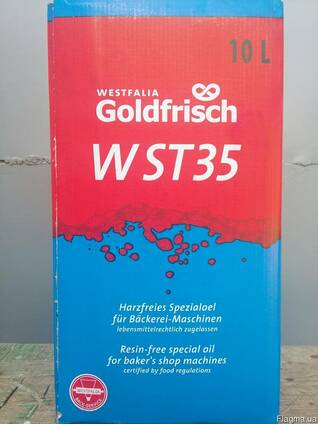 10 L
WESTFALIA
Goldfrisch
WST35
Harzfreies Spezialoel
für Bäckerei-Maschinen
lebensmittelrechtlich zugelassen
Resin-free special oil
for baker's shop machines
certified by food regulations
WESTFALIA
Flagma.ua